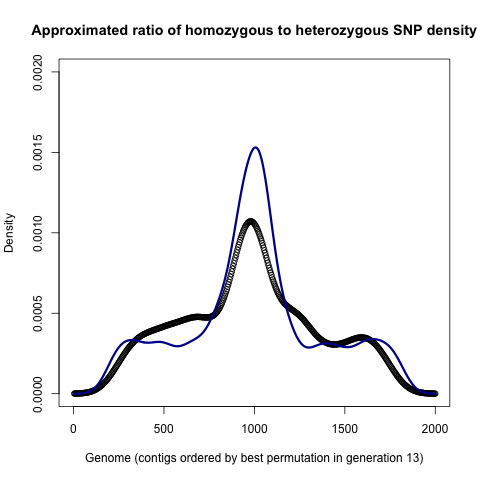 Approximated ratio of homozygous to heterozygous SNP density
0.0020
0.0015
0.0010
0.0005
0.0000
Density
0 500 1000 1500 2000
Genome (contigs ordered by best permutation in generation 13)